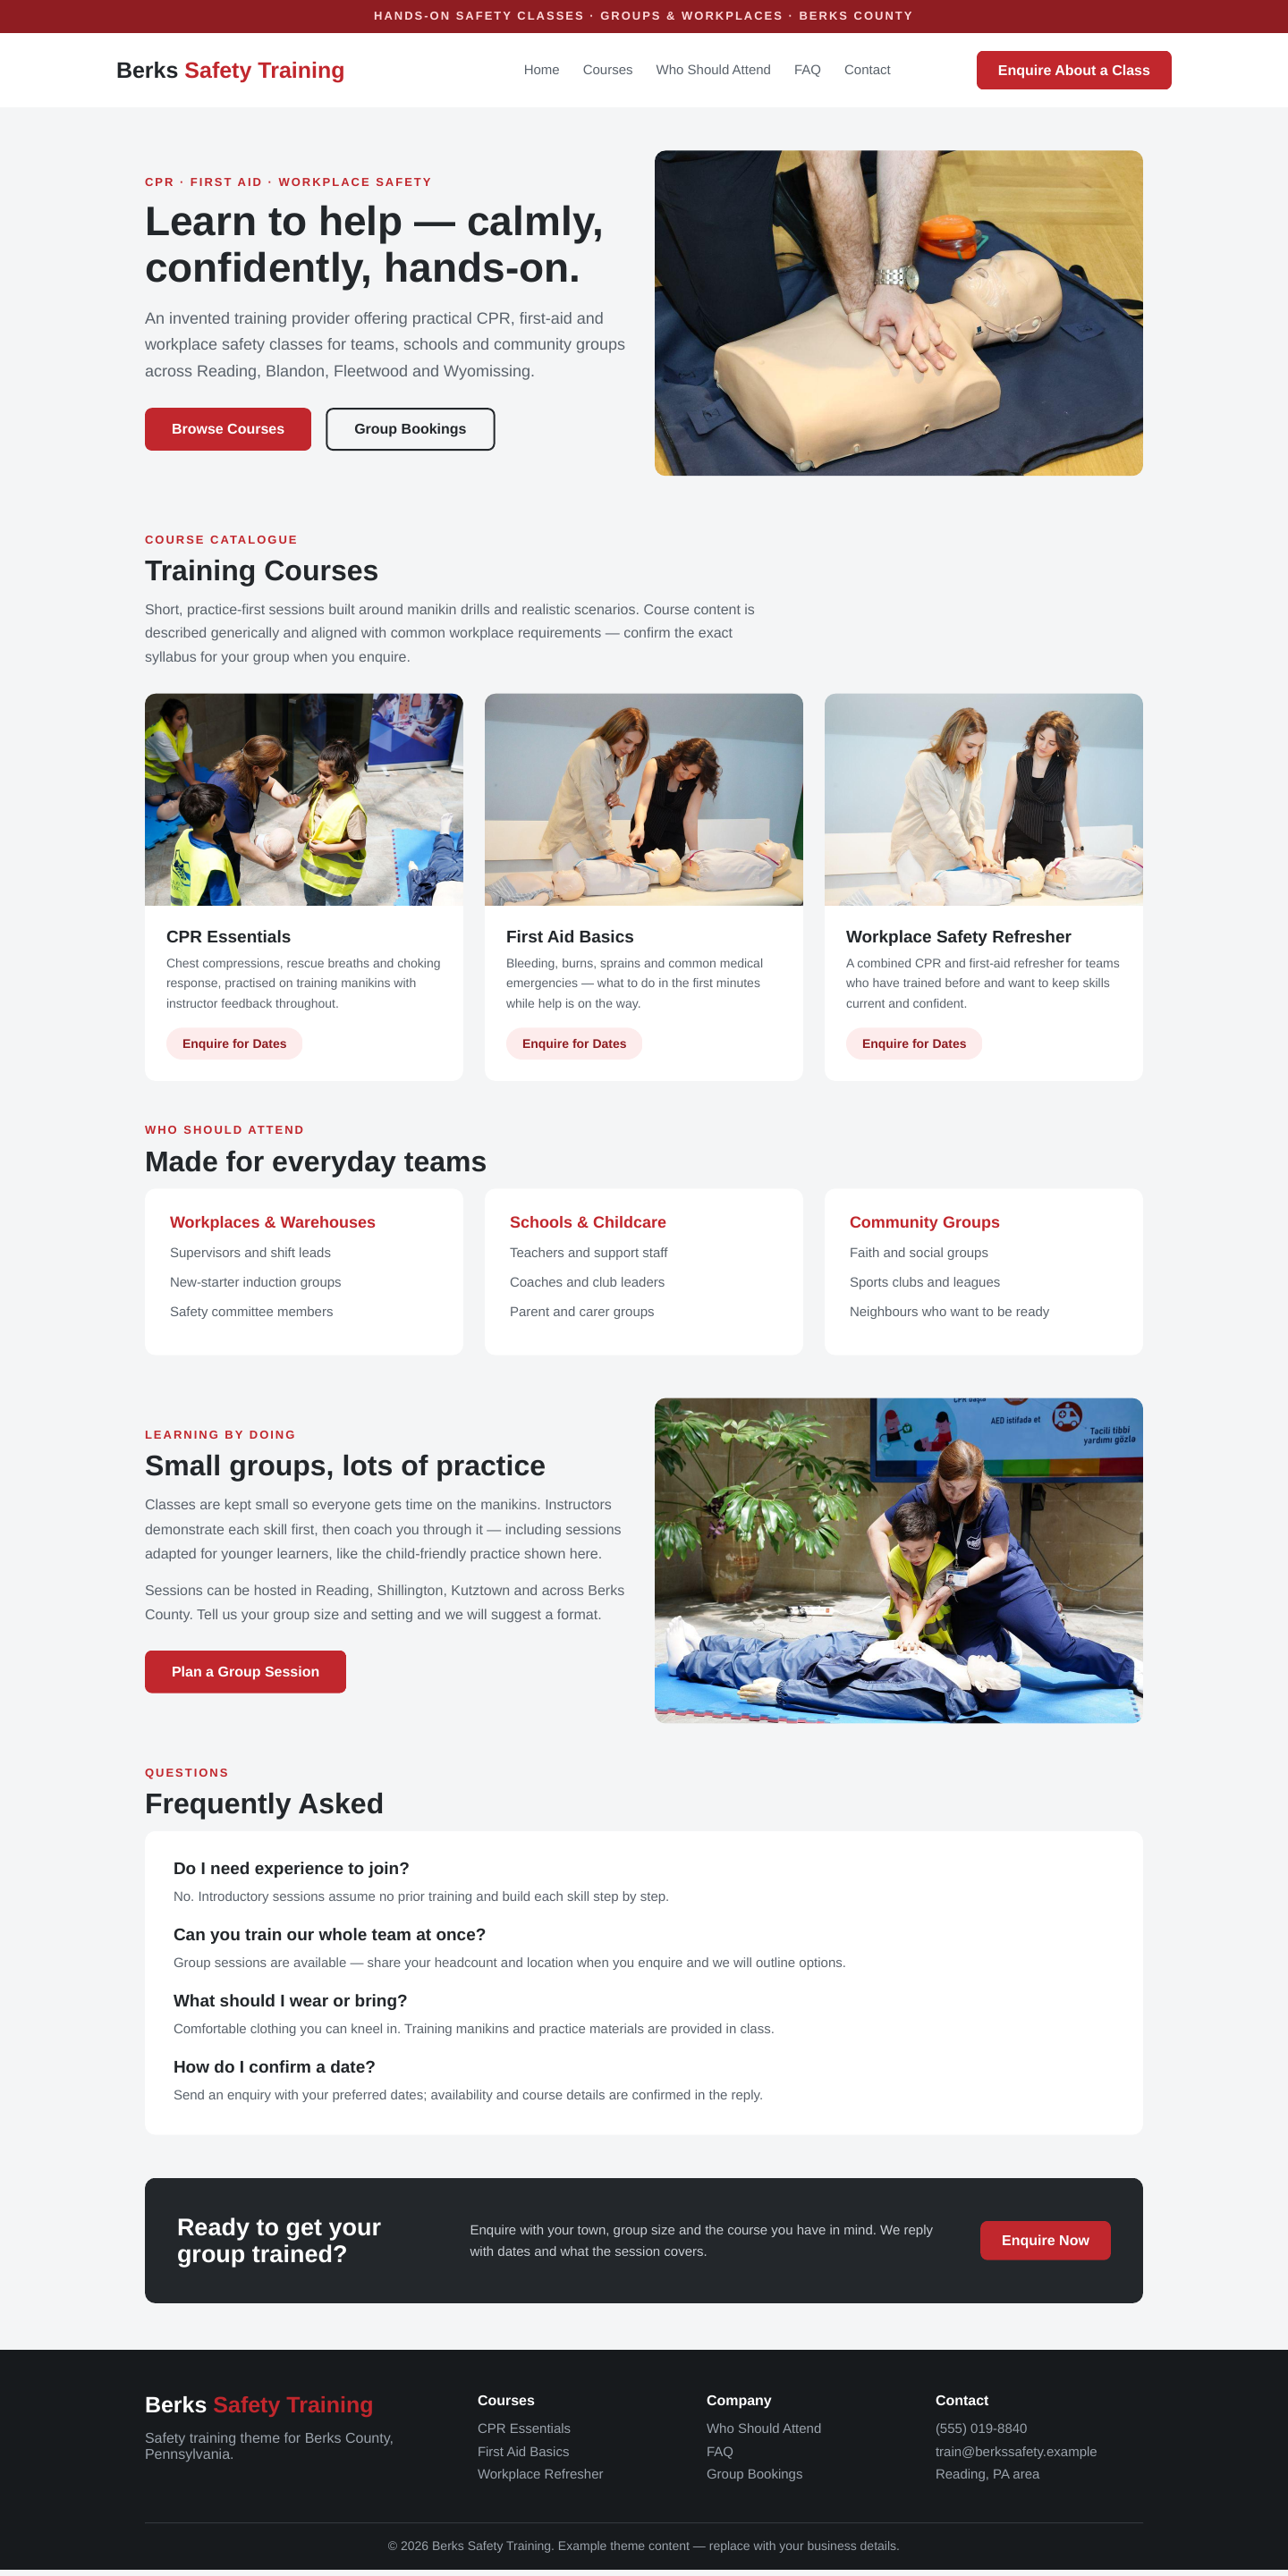 HANDS-ON SAFETY CLASSES · GROUPS & WORKPLACES · BERKS COUNTY
Berks Safety Training
Home
Courses
Who Should Attend
FAQ
Contact
Enquire About a Class
CPR · FIRST AID · WORKPLACE SAFETY
Learn to help — calmly,
confidently, hands-on.
An invented training provider offering practical CPR, first-aid and
workplace safety classes for teams, schools and community groups
across Reading, Blandon, Fleetwood and Wyomissing.
Browse Courses
Group Bookings
COURSE CATALOGUE
Training Courses
Short, practice-first sessions built around manikin drills and realistic scenarios. Course content is
described generically and aligned with common workplace requirements — confirm the exact
syllabus for your group when you enquire.
CPR Essentials
Chest compressions, rescue breaths and choking
response, practised on training manikins with
instructor feedback throughout.
Enquire for Dates
First Aid Basics
Bleeding, burns, sprains and common medical
emergencies — what to do in the first minutes
while help is on the way.
Enquire for Dates
Workplace Safety Refresher
A combined CPR and first-aid refresher for teams
who have trained before and want to keep skills
current and confident.
Enquire for Dates
WHO SHOULD ATTEND
Made for everyday teams
Workplaces & Warehouses
Supervisors and shift leads
New-starter induction groups
Safety committee members
Schools & Childcare
Teachers and support staff
Coaches and club leaders
Parent and carer groups
Community Groups
Faith and social groups
Sports clubs and leagues
Neighbours who want to be ready
LEARNING BY DOING
Small groups, lots of practice
Classes are kept small so everyone gets time on the manikins. Instructors
demonstrate each skill first, then coach you through it — including sessions
adapted for younger learners, like the child-friendly practice shown here.
Sessions can be hosted in Reading, Shillington, Kutztown and across Berks
County. Tell us your group size and setting and we will suggest a format.
Plan a Group Session
AED istifadə et
Təcili tibbi
yardımı gözlə
QUESTIONS
Frequently Asked
Do I need experience to join?
No. Introductory sessions assume no prior training and build each skill step by step.
Can you train our whole team at once?
Group sessions are available — share your headcount and location when you enquire and we will outline options.
What should I wear or bring?
Comfortable clothing you can kneel in. Training manikins and practice materials are provided in class.
How do I confirm a date?
Send an enquiry with your preferred dates; availability and course details are confirmed in the reply.
Ready to get your
group trained?
Enquire with your town, group size and the course you have in mind. We reply
with dates and what the session covers.
Enquire Now
Berks Safety Training
Safety training theme for Berks County,
Pennsylvania.
Courses
CPR Essentials
First Aid Basics
Workplace Refresher
Company
Who Should Attend
FAQ
Group Bookings
Contact
(555) 019-8840
train@berkssafety.example
Reading, PA area
© 2026 Berks Safety Training. Example theme content — replace with your business details.